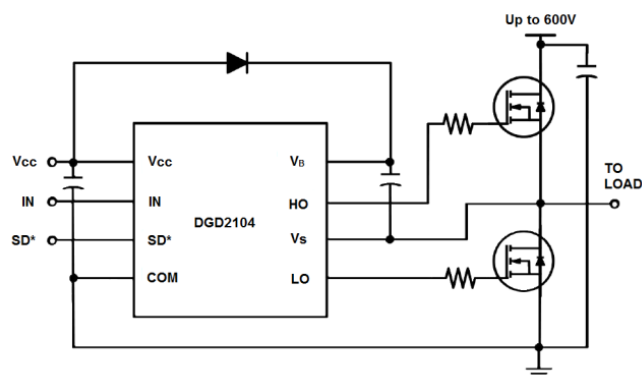 Up to 600V
Vcc
IN
SD*
Vcc
IN
SD*
COM
DGD2104
VB
HO
Vs
LO
TO
LOAD